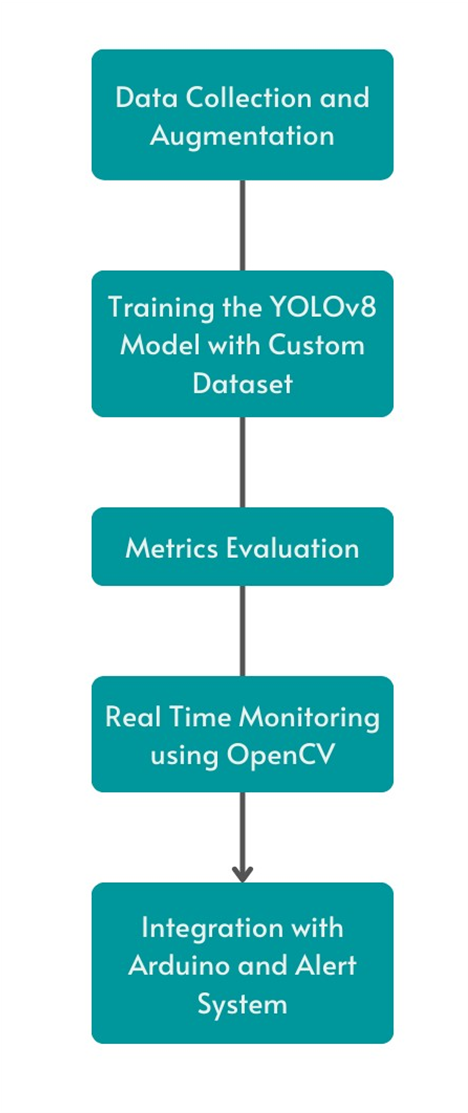 Data Collection and
Augmentation
Training the YOLOv8
Model with Custom
Dataset
Metrics Evaluation
Real Time Monitoring
using OpenCV
Integration with
Arduino and Alert
System